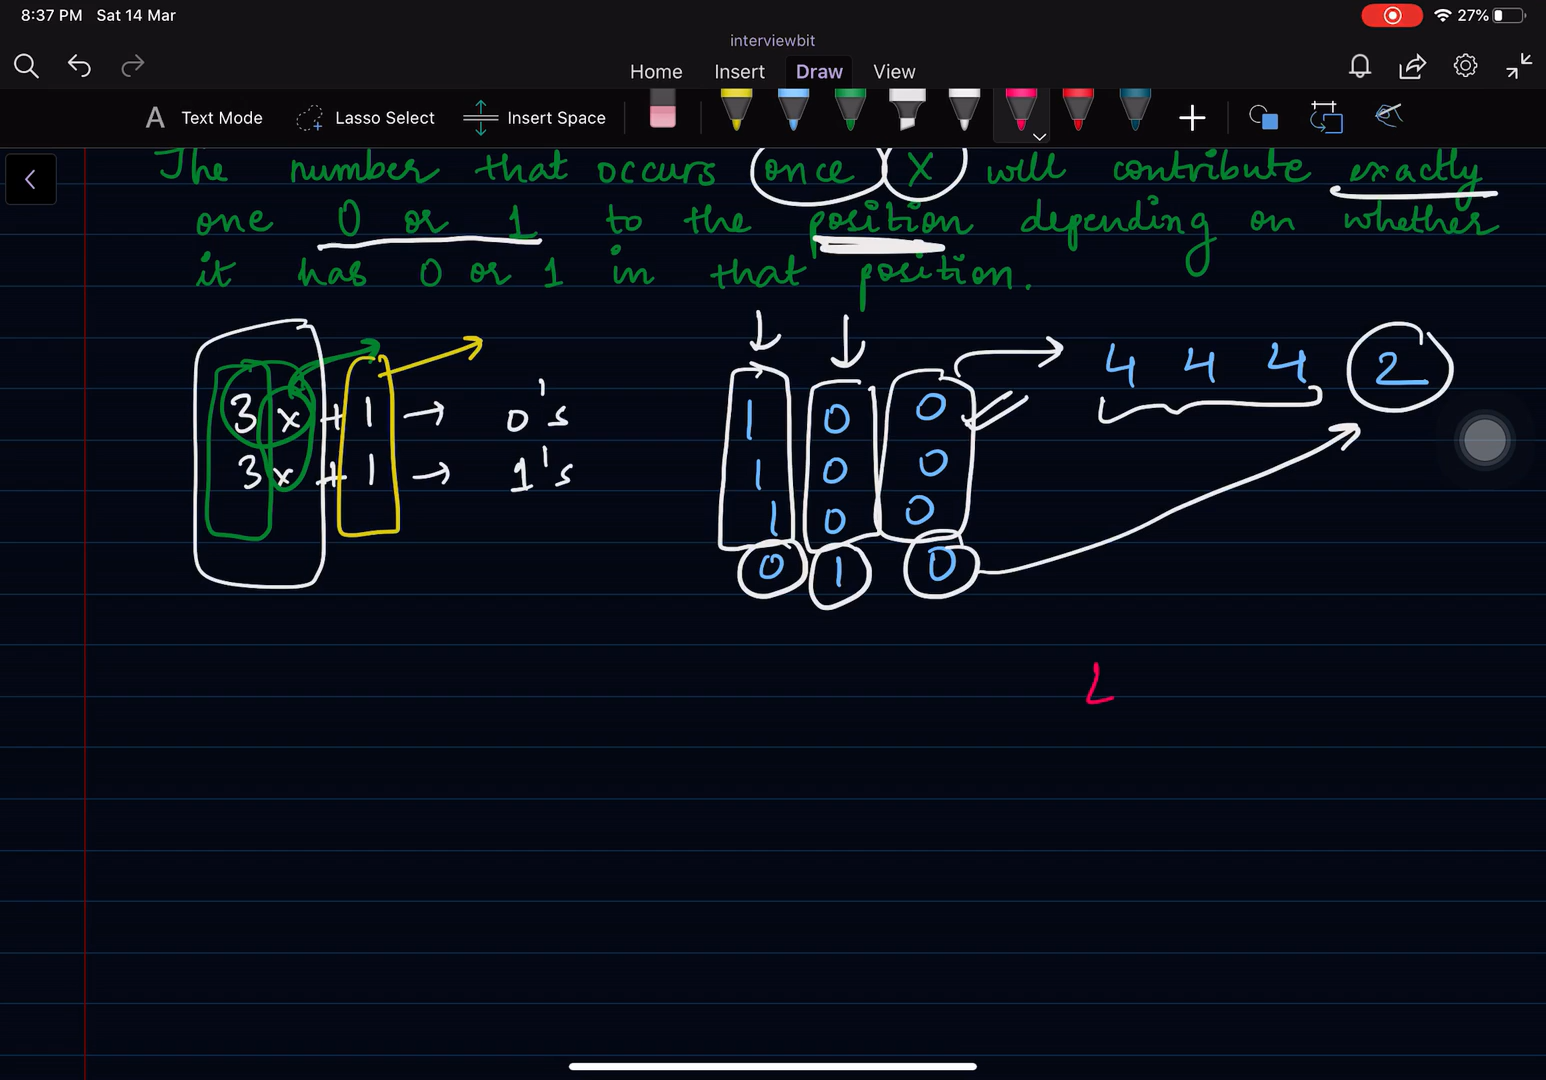 8:37 PM Sat 14 Mar
27%
interviewbit
Home Insert Draw View
A Text Mode Lasso Select Insert Space
The number that occurs once X will contribute exactly
one 0 or 1 to the position depending on whether
it has 0 or 1 in that position.
4 4 4 2
3x + 1 → 0's
3x + 1 → 1's
1 0 0
1 0 0
1 0 0
0 1 0